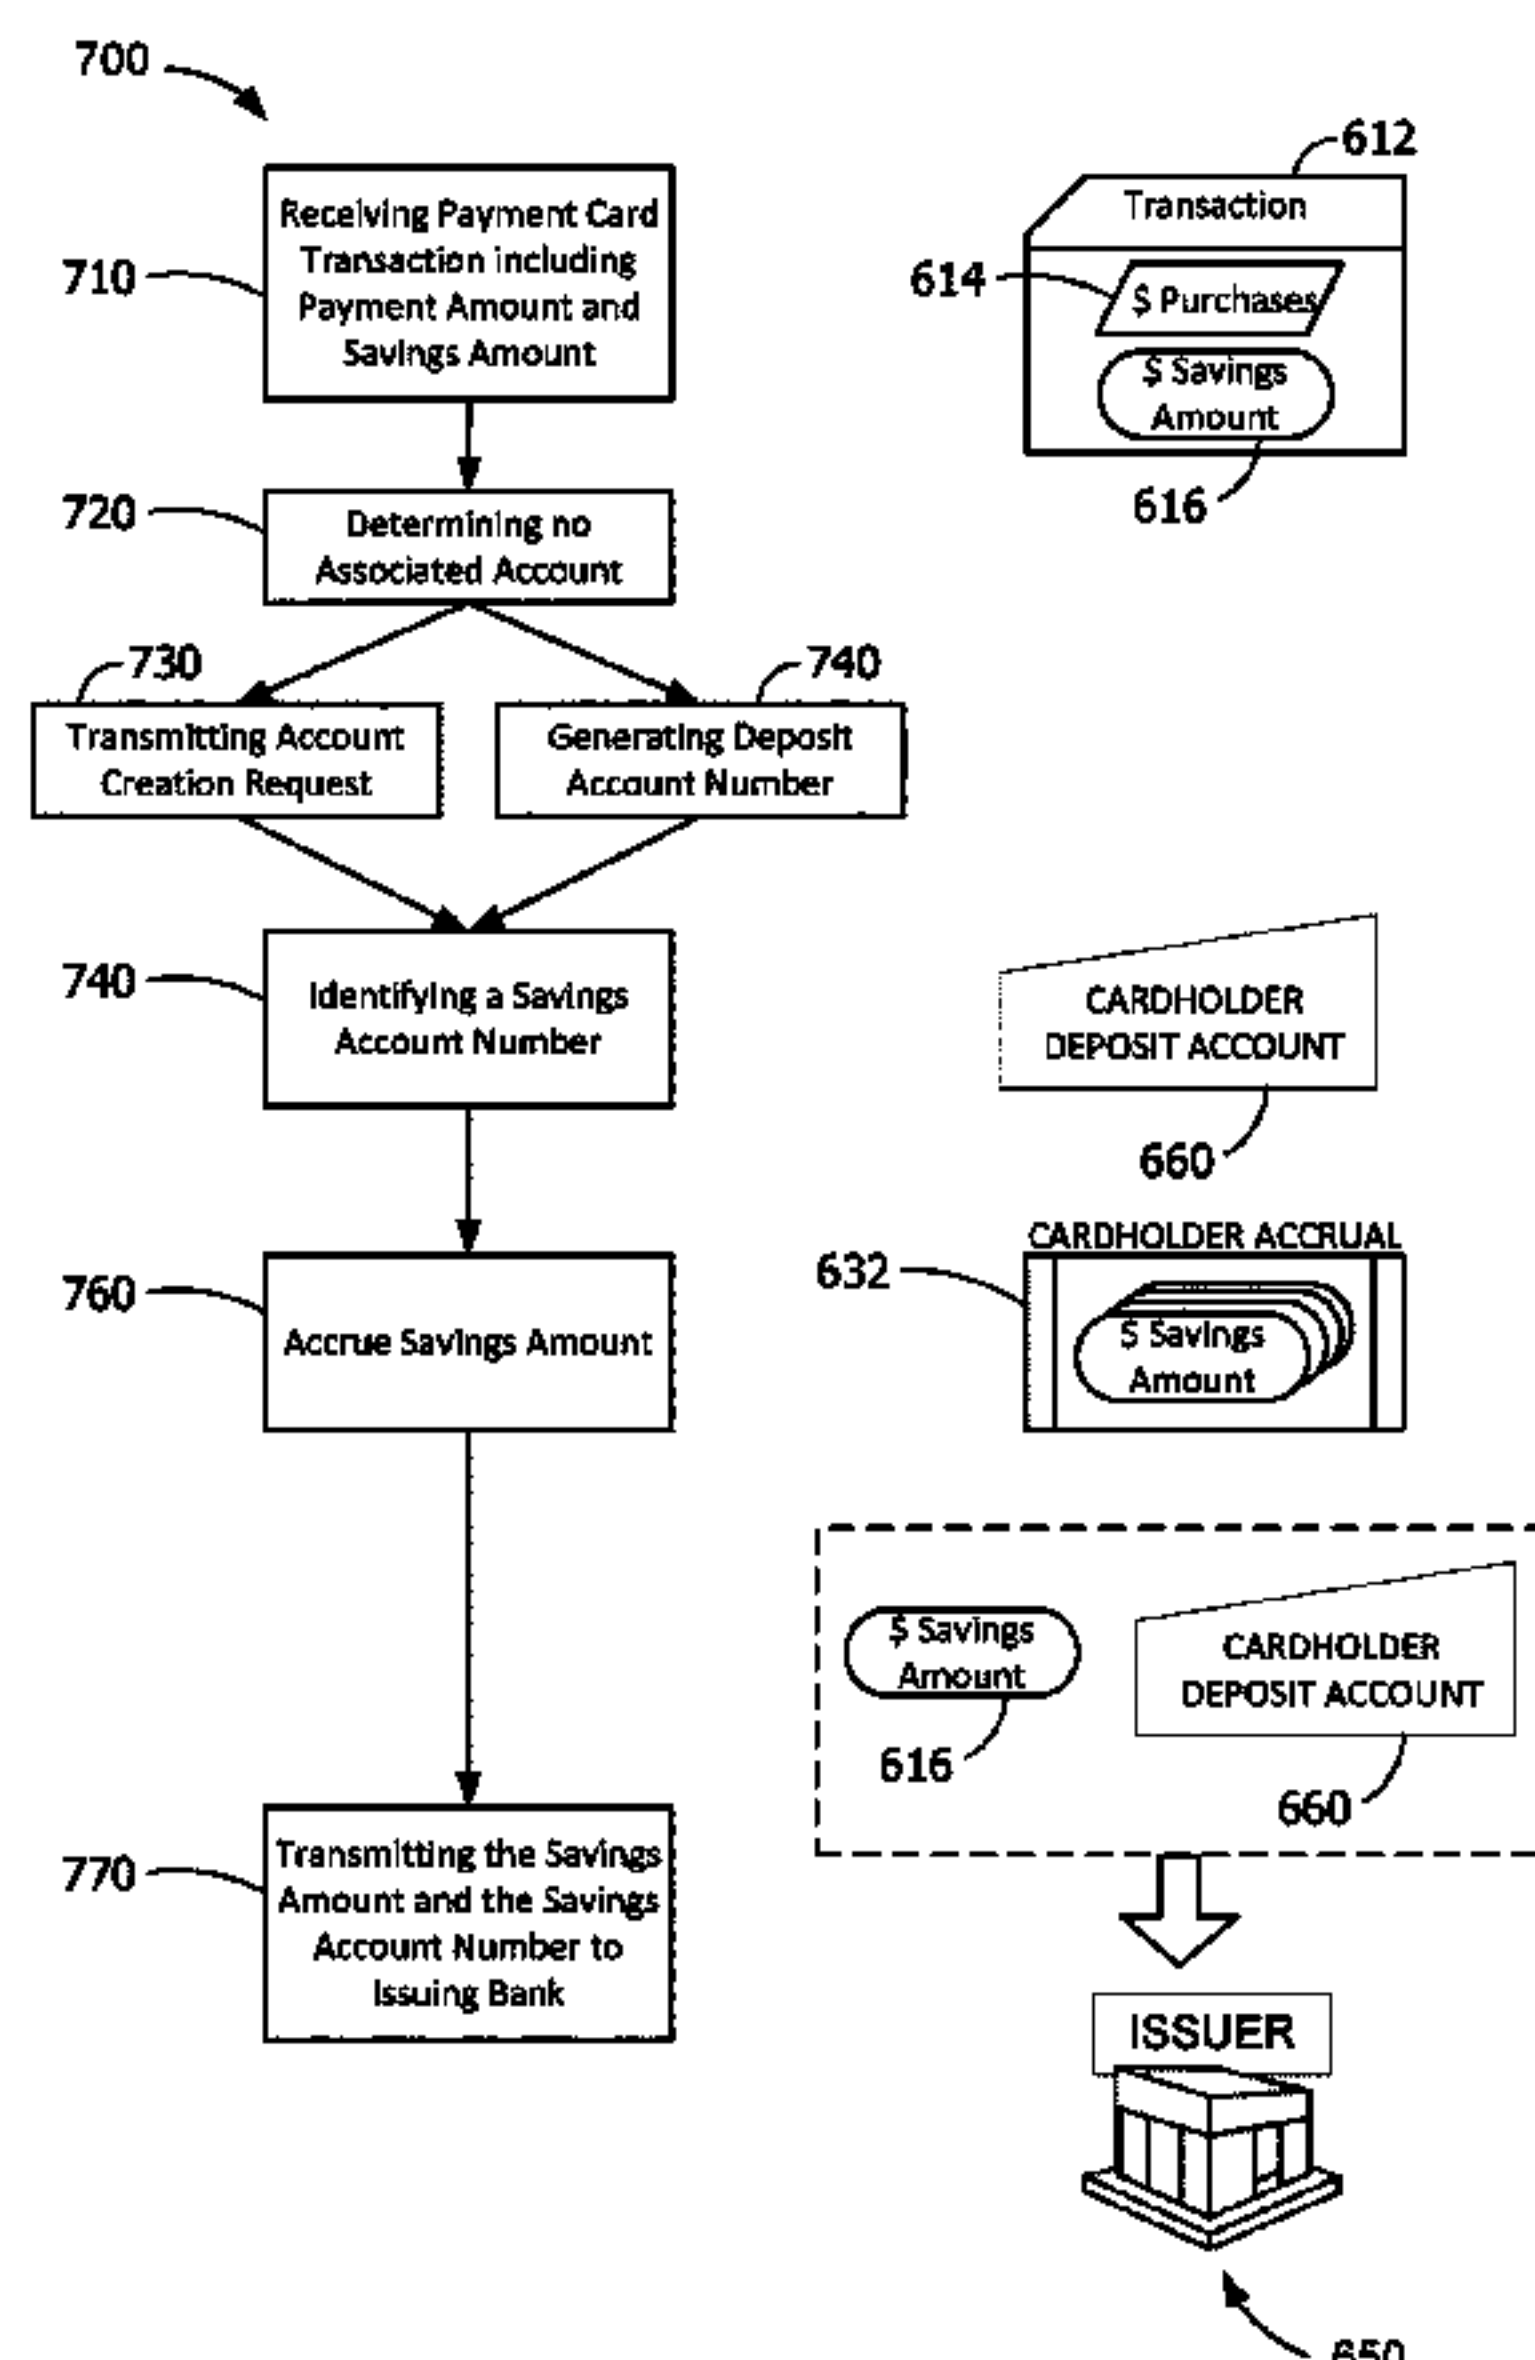 700
710
Receiving Payment Card
Transaction including
Payment Amount and
Savings Amount
612
Transaction
614
$ Purchases
$ Savings
Amount
616
720
Determining no
Associated Account
730
Transmitting Account
Creation Request
740
Generating Deposit
Account Number
740
Identifying a Savings
Account Number
CARDHOLDER
DEPOSIT ACCOUNT
660
760
Accrue Savings Amount
CARDHOLDER ACCRUAL
632
$ Savings
Amount
$ Savings
Amount
616
CARDHOLDER
DEPOSIT ACCOUNT
660
770
Transmitting the Savings
Amount and the Savings
Account Number to
Issuing Bank
ISSUER
650